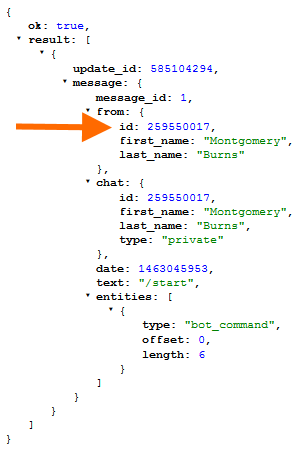 {
ok: true,
result: [
{
update_id: 585104294,
message: {
message_id: 1,
from: {
id: 259550017,
first_name: "Montgomery",
last_name: "Burns"
},
chat: {
id: 259550017,
first_name: "Montgomery",
last_name: "Burns",
type: "private"
},
date: 1463045953,
text: "/start",
entities: [
{
type: "bot_command",
offset: 0,
length: 6
}
]
}
}
]
}